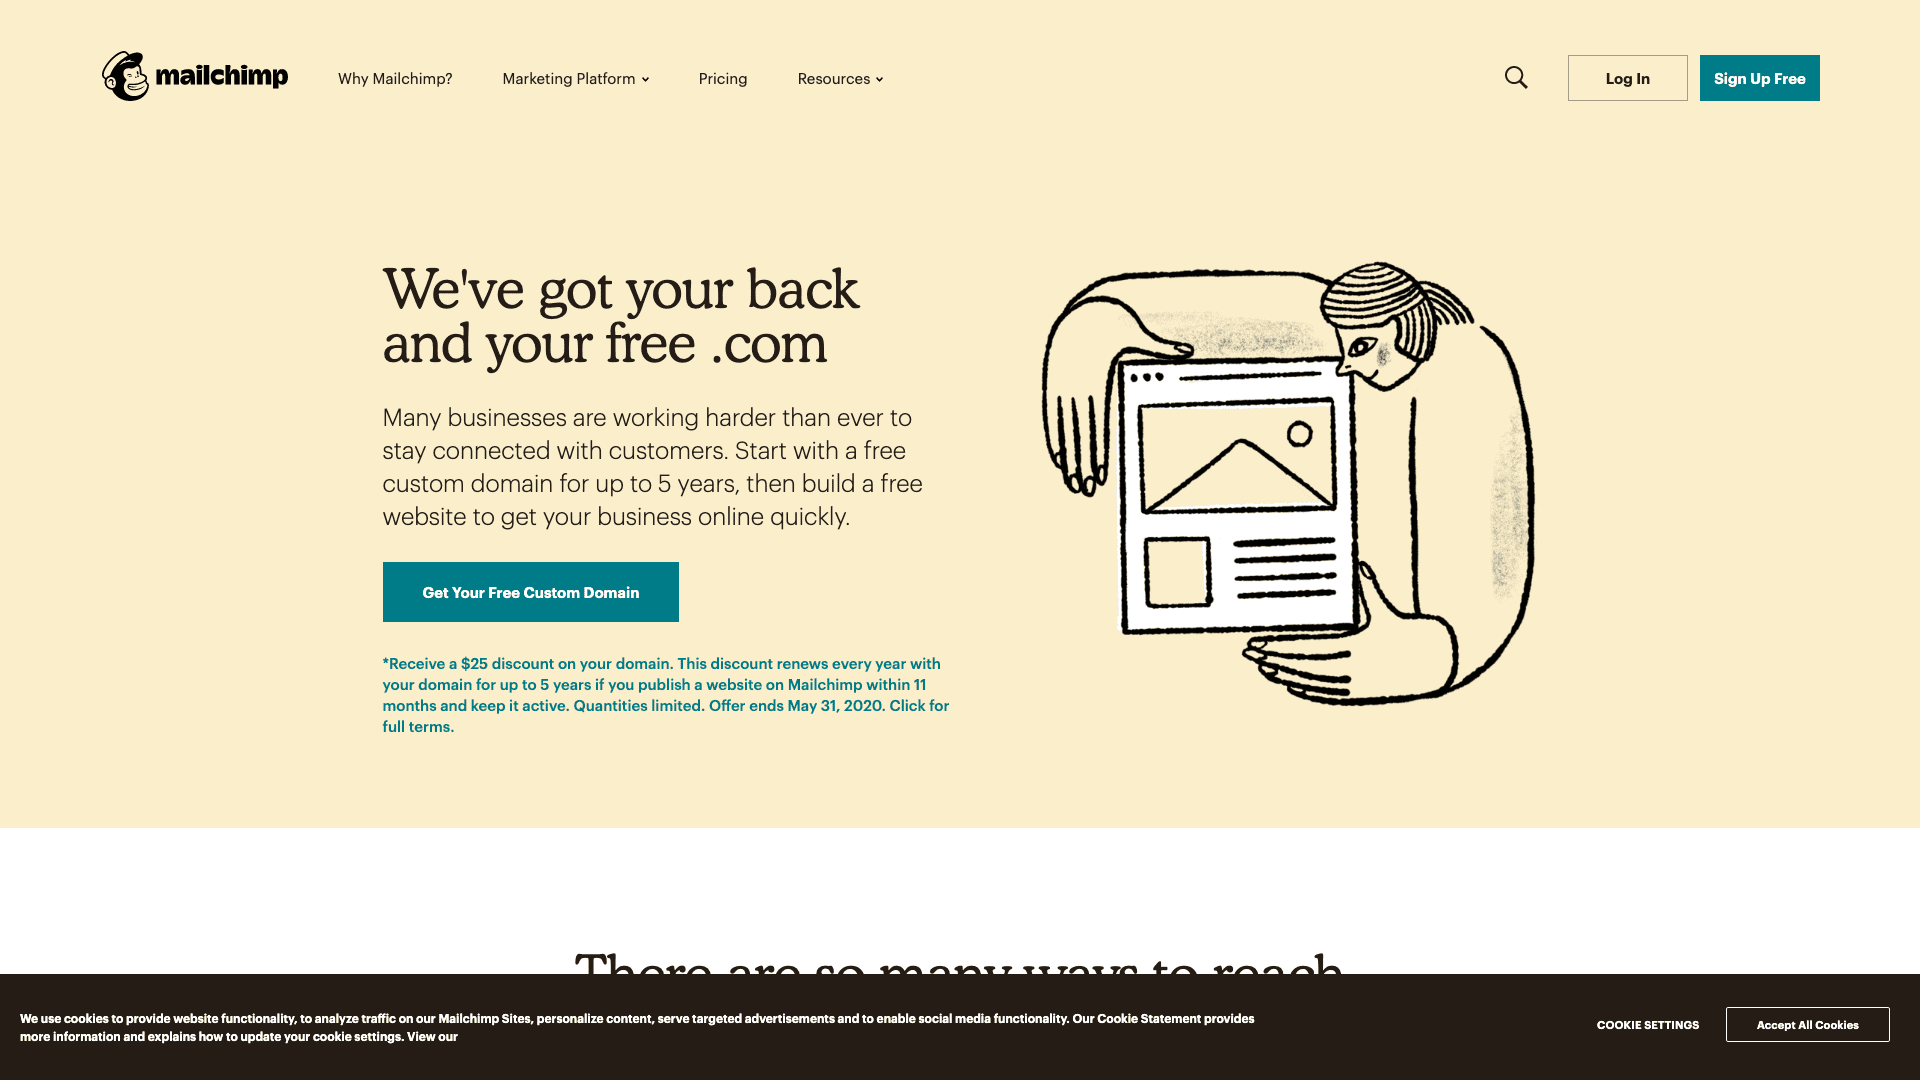 mailchimp
Why Mailchimp?
Marketing Platform
Pricing
Resources
Log In
Sign Up Free
We've got your back
and your free .com
Many businesses are working harder than ever to
stay connected with customers. Start with a free
custom domain for up to 5 years, then build a free
website to get your business online quickly.
Get Your Free Custom Domain
*Receive a $25 discount on your domain. This discount renews every year with
your domain for up to 5 years if you publish a website on Mailchimp within 11
months and keep it active. Quantities limited. Offer ends May 31, 2020. Click for
full terms.
There are so many ways to reach
We use cookies to provide website functionality, to analyze traffic on our Mailchimp Sites, personalize content, serve targeted advertisements and to enable social media functionality. Our Cookie Statement provides
more information and explains how to update your cookie settings. View our
COOKIE SETTINGS
Accept All Cookies